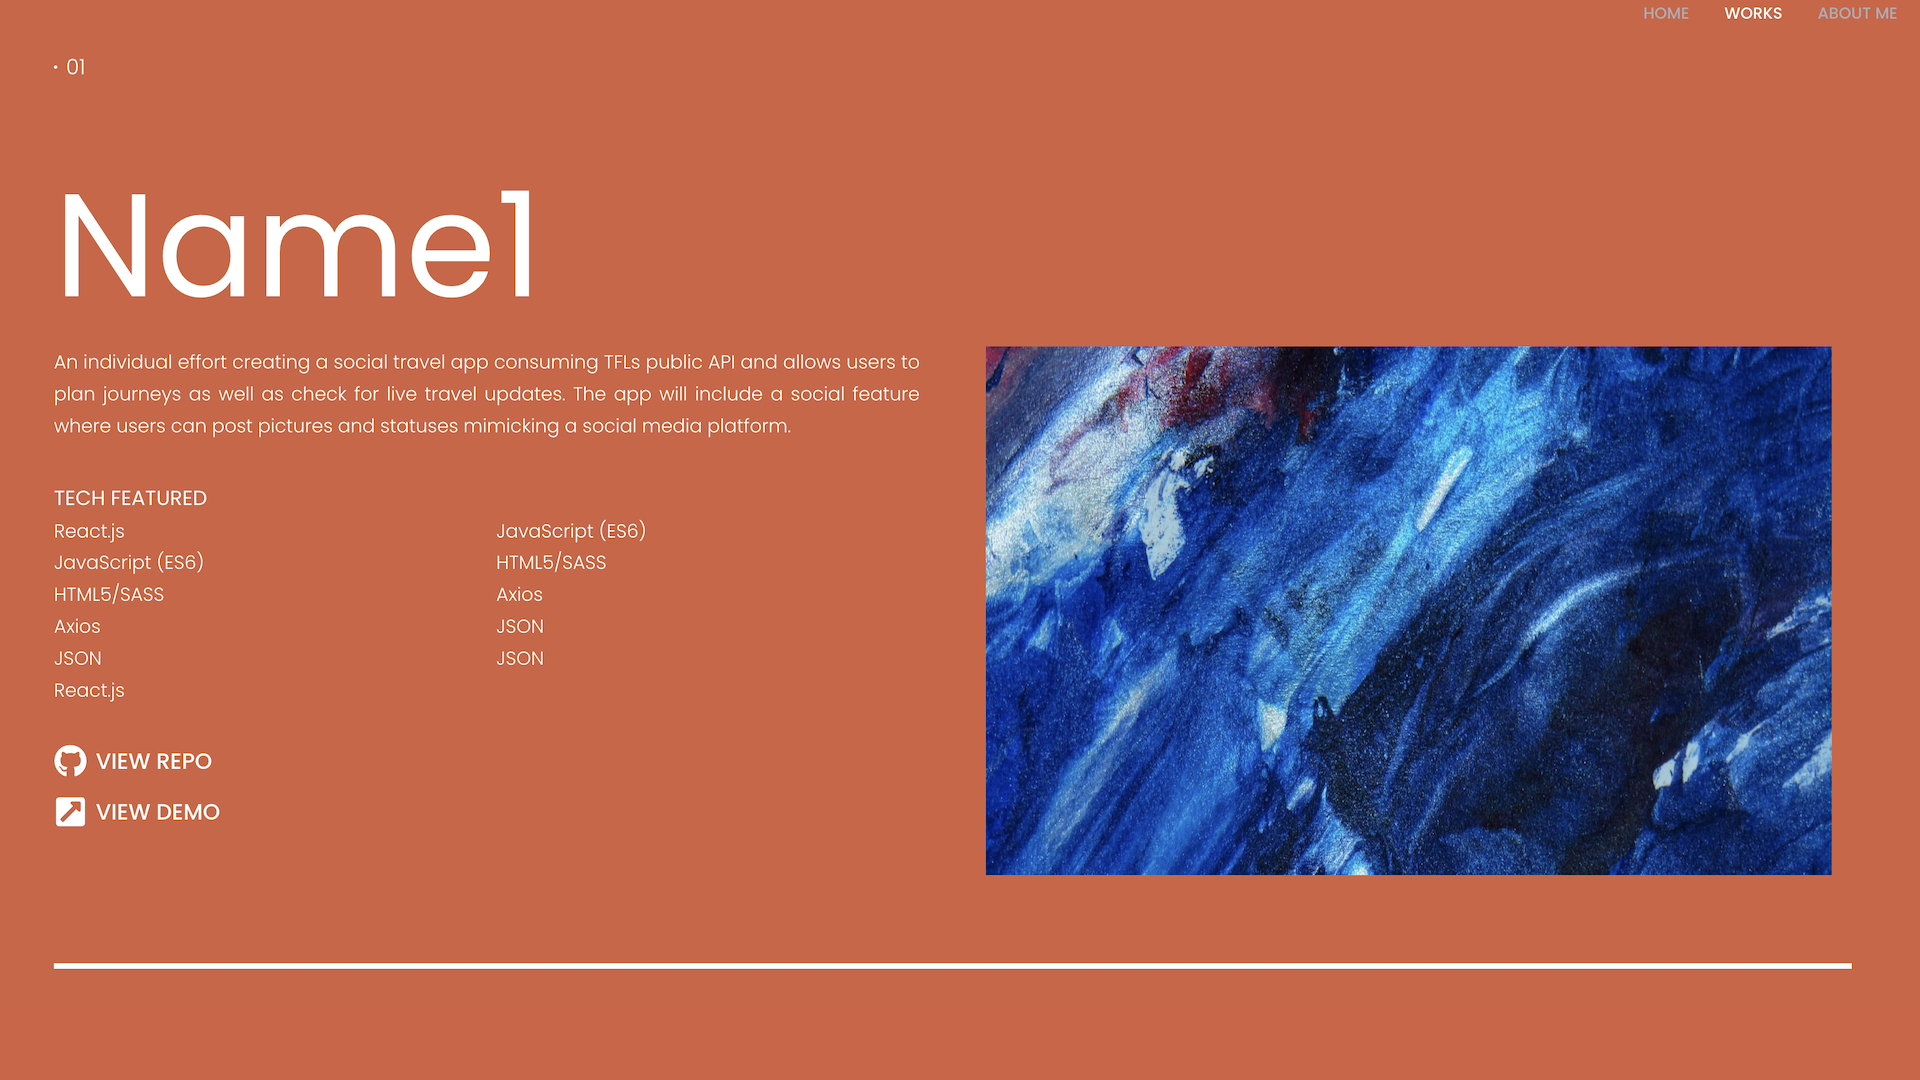 HOME WORKS ABOUT ME
• 01
Name1
An individual effort creating a social travel app consuming TFLs public API and allows users to
plan journeys as well as check for live travel updates. The app will include a social feature
where users can post pictures and statuses mimicking a social media platform.
TECH FEATURED
React.js
JavaScript (ES6)
HTML5/SASS
Axios
JSON
React.js
JavaScript (ES6)
HTML5/SASS
Axios
JSON
JSON
VIEW REPO
VIEW DEMO